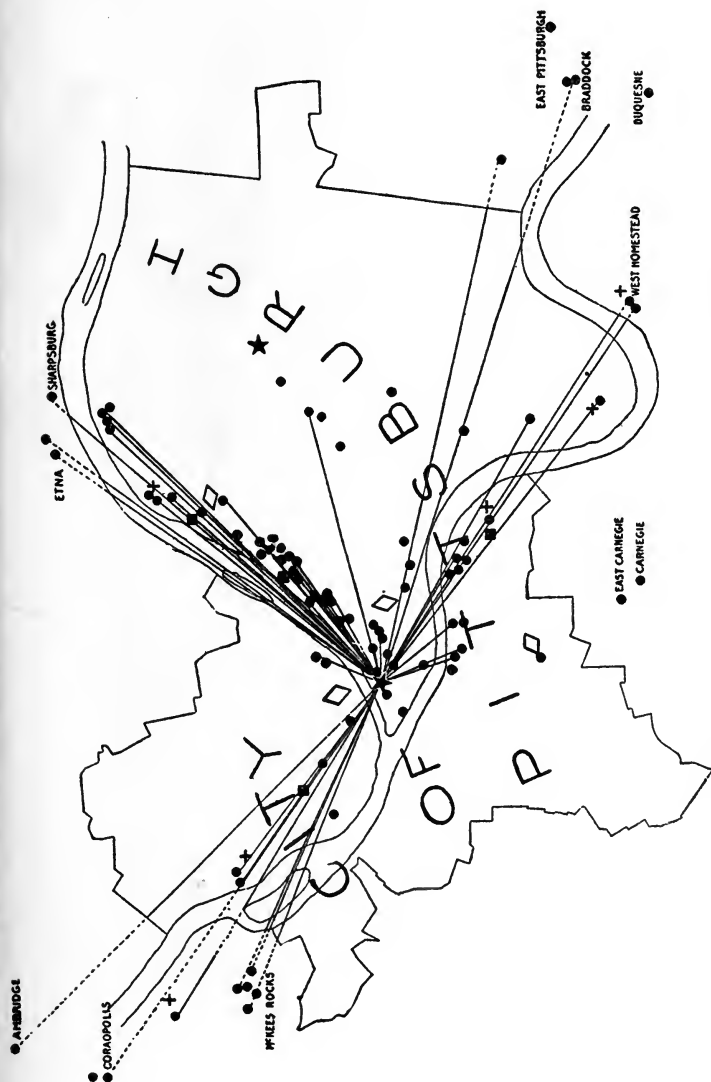 AMBRIDGE
SHARPSBURG
ETNA
CORAOPOLIS
McKEES ROCKS
CITY OF PITTSBURGH
EAST PITTSBURGH
BRADDOCK
EAST CARNEGIE
WEST HOMESTEAD
CARNEGIE
DUQUESNE